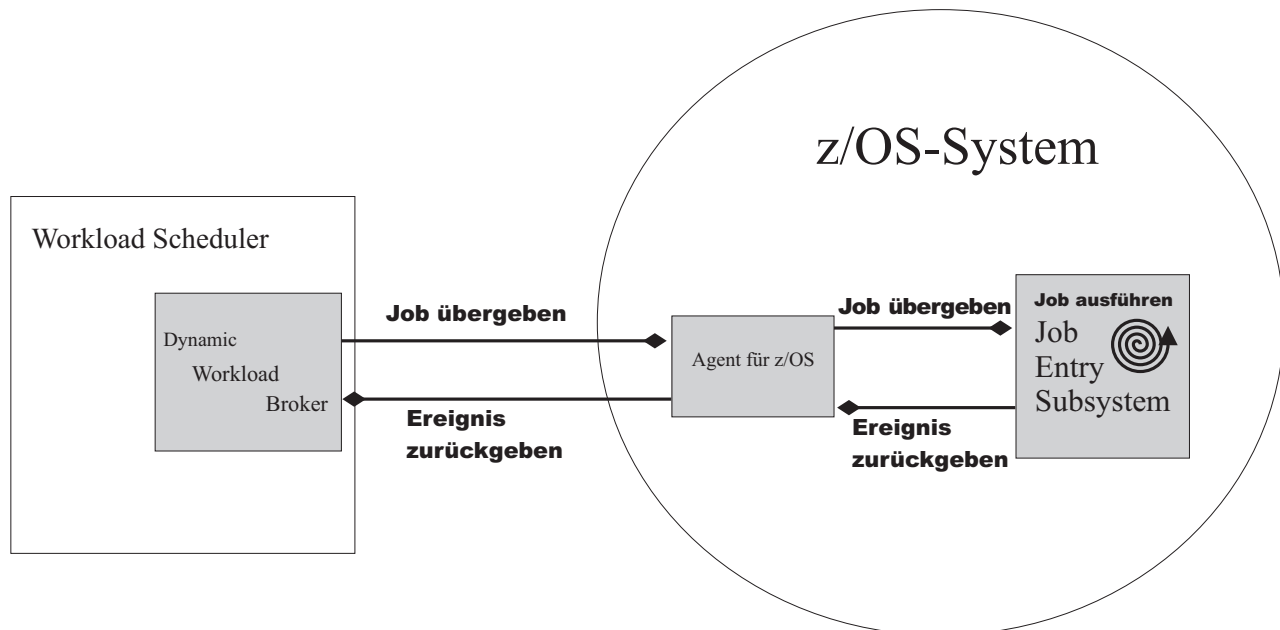 z/OS-System
Workload Scheduler
Dynamic
Workload
Broker
Job übergeben
Ereignis
zurückgeben
Agent für z/OS
Job übergeben
Ereignis
zurückgeben
Job ausführen
Job
Entry
Subsystem